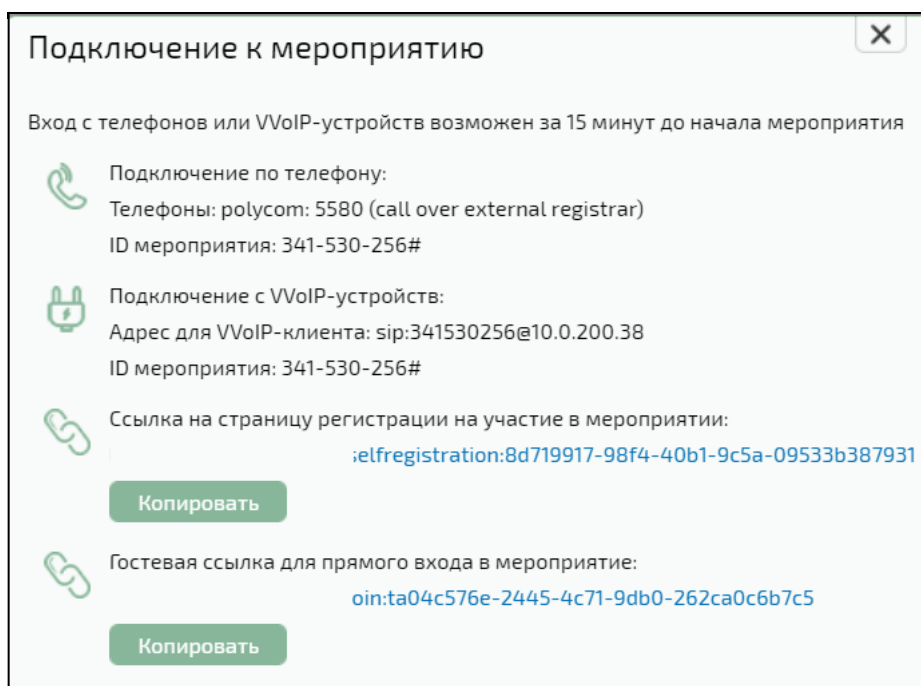 Подключение к мероприятию
Вход с телефонов или VVoIP-устройств возможен за 15 минут до начала мероприятия
Подключение по телефону:
Телефоны: polycom: 5580 (call over external registrar)
ID мероприятия: 341-530-256#
Подключение с VVoIP-устройств:
Адрес для VVoIP-клиента: sip:341530256@10.0.200.38
ID мероприятия: 341-530-256#
Ссылка на страницу регистрации на участие в мероприятии:
selfregistration:8d719917-98f4-40b1-9c5a-09533b387931
Копировать
Гостевая ссылка для прямого входа в мероприятие:
oin:ta04c576e-2445-4c71-9db0-262ca0c6b7c5
Копировать